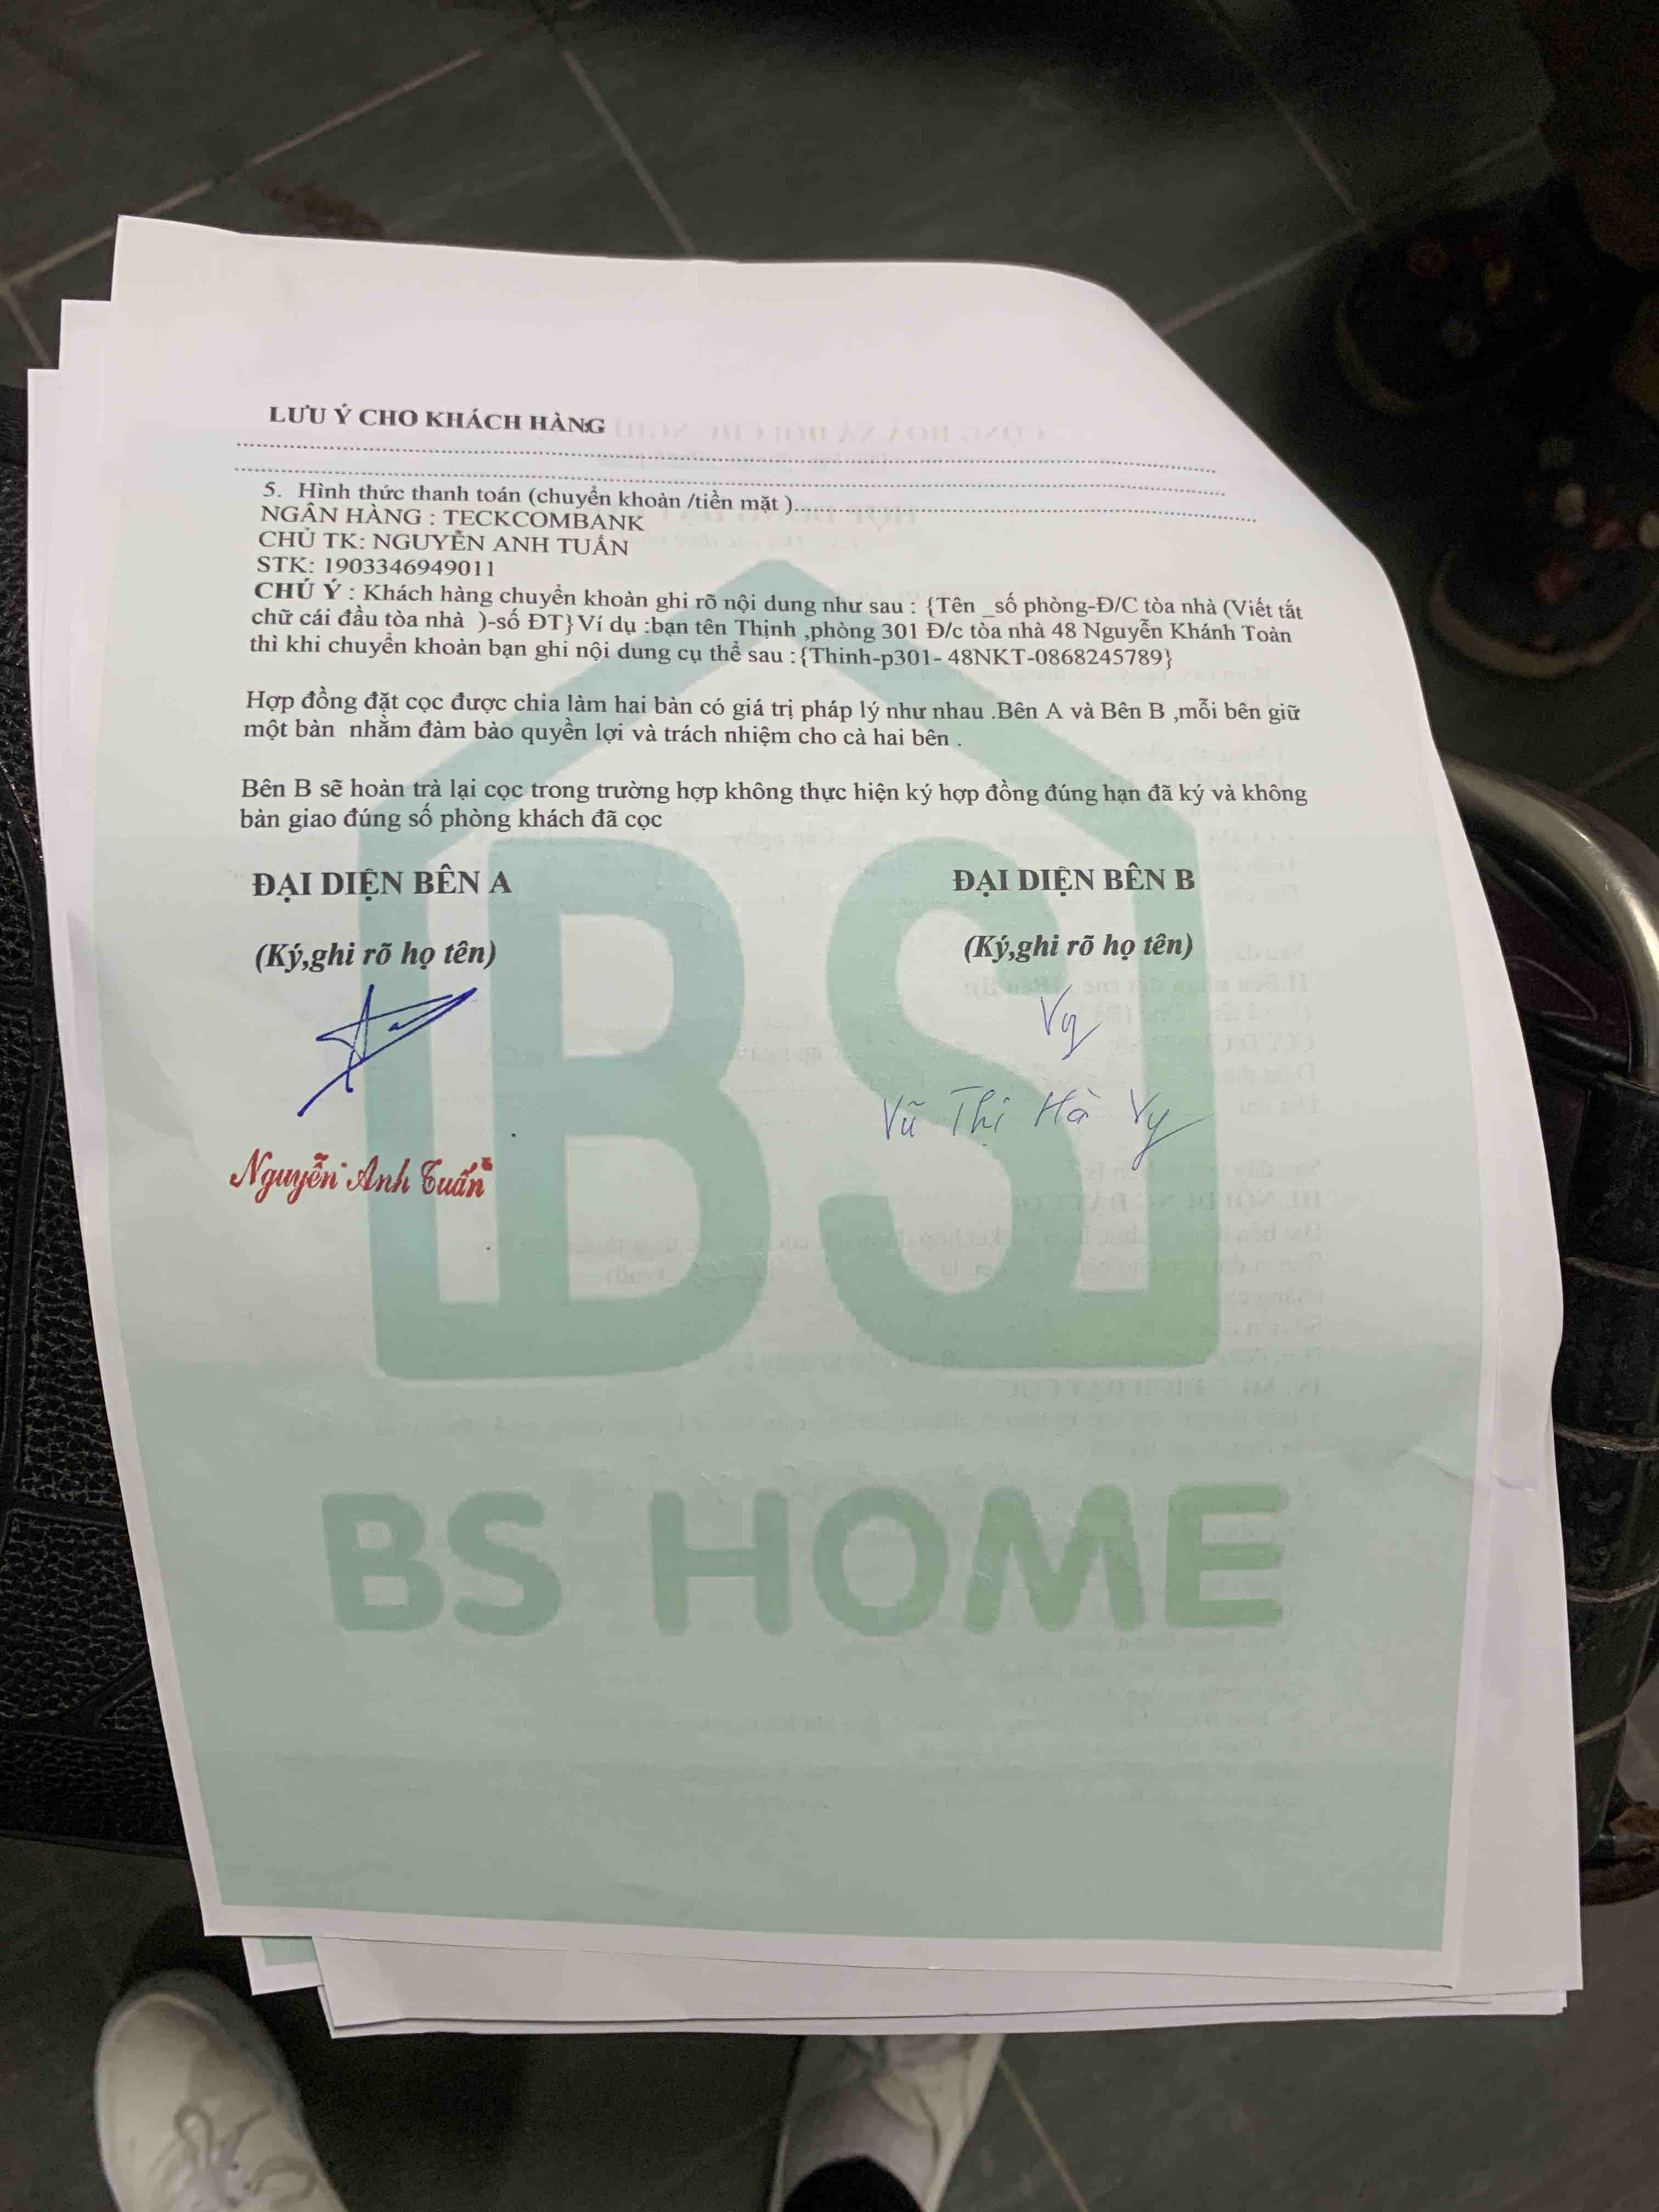 LƯU Ý CHO KHÁCH HÀNG
5. Hình thức thanh toán (chuyển khoản /tiền mặt )
NGÂN HÀNG : TECKCOMBANK
CHỦ TK: NGUYỄN ANH TUẤN
STK: 1903346949011
CHÚ Ý : Khách hàng chuyển khoản ghi rõ nội dung như sau : {Tên _số phòng-Đ/C tòa nhà (Viết tắt
chữ cái đầu tòa nhà )-số ĐT}Ví dụ :bạn tên Thịnh ,phòng 301 Đ/c tòa nhà 48 Nguyễn Khánh Toàn
thì khi chuyển khoản bạn ghi nội dung cụ thể sau :{Thinh-p301- 48NKT-0868245789}
Hợp đồng đặt cọc được chia làm hai bản có giá trị pháp lý như nhau .Bên A và Bên B ,mỗi bên giữ
một bản nhằm đảm bảo quyền lợi và trách nhiệm cho cả hai bên .
Bên B sẽ hoàn trả lại cọc trong trường hợp không thực hiện ký hợp đồng đúng hạn đã ký và không
bàn giao đúng số phòng khách đã cọc
ĐẠI DIỆN BÊN A
ĐẠI DIỆN BÊN B
(Ký,ghi rõ họ tên)
(Ký,ghi rõ họ tên)
Vy
Vũ Thị Hà Vy
Nguyễn Anh Tuấn
BS
BS HOME